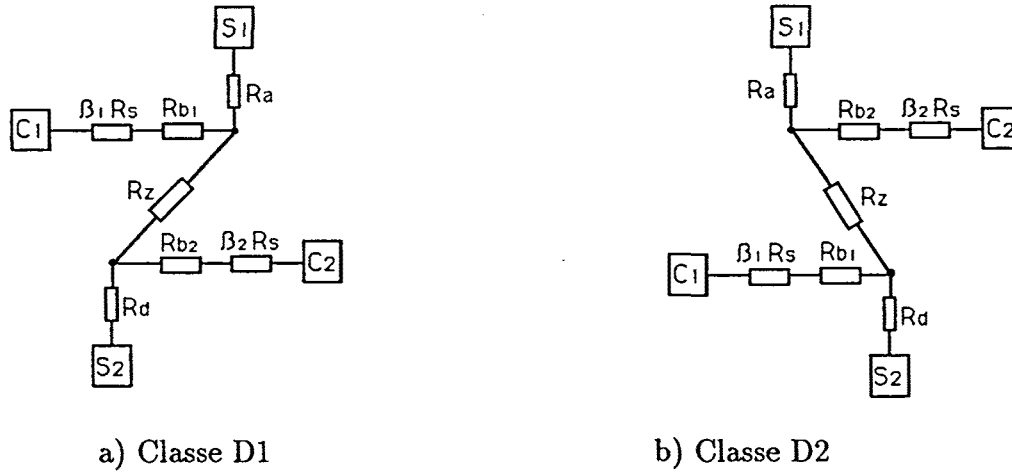 S1
Ra
C1 β1 Rs Rb1
Rz
Rb2 β2 Rs C2
Rd
S2
a) Classe D1
S1
Ra
Rb2 β2 Rs C2
Rz
C1 β1 Rs Rb1
Rd
S2
b) Classe D2